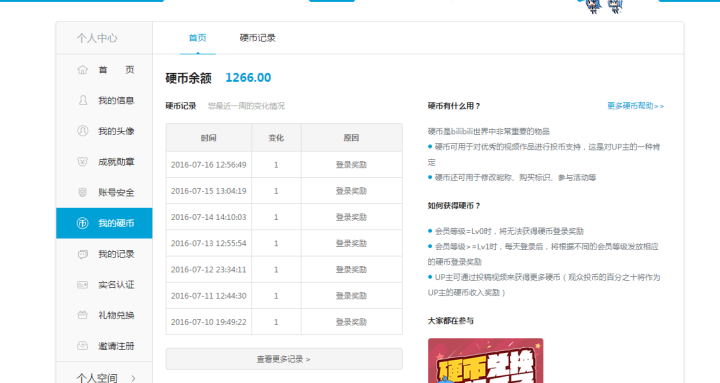 个人中心
首页
我的信息
我的头像
成就勋章
账号安全
我的硬币
我的记录
实名认证
礼物兑换
邀请注册
个人空间 >
首页 硬币记录
硬币余额 1266.00
硬币记录 您最近一周的变化情况
时间 变化 原因
2016-07-16 12:56:49 1 登录奖励
2016-07-15 13:04:19 1 登录奖励
2016-07-14 14:10:03 1 登录奖励
2016-07-13 12:55:54 1 登录奖励
2016-07-12 23:34:11 1 登录奖励
2016-07-11 12:44:30 1 登录奖励
2016-07-10 19:49:22 1 登录奖励
查看更多记录 >
硬币有什么用？ 更多硬币帮助>>
硬币是bilibili世界中非常重要的物品
硬币可用于对优秀的视频作品进行投币支持，这是对UP主的一种肯
定
硬币还可用于修改昵称、购买标识、参与活动等
如何获得硬币？
会员等级=Lv0时，将无法获得硬币登录奖励
会员等级>=Lv1时，每天登录后，将根据不同的会员等级发放相应
的硬币登录奖励
UP主可通过投稿视频来获得更多硬币（观众投币的百分之十将作为
UP主的硬币收入奖励）
大家都在参与
硬币兑换